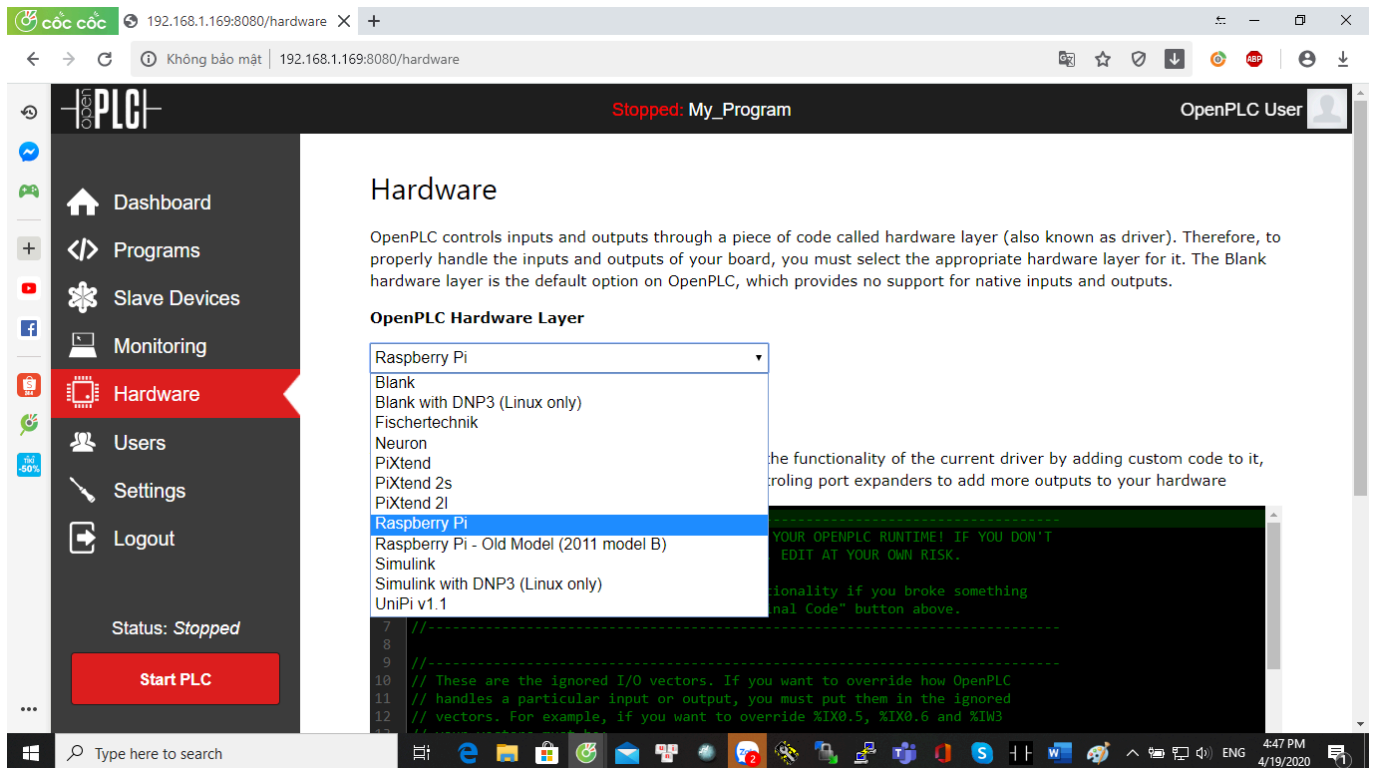 cốc cốc
192.168.1.169:8080/hardware
Không bảo mật
192.168.1.169:8080/hardware
ABP
open PLC
Stopped: My_Program
OpenPLC User
Dashboard
Programs
Slave Devices
Monitoring
Hardware
Users
Settings
Logout
Status: Stopped
Start PLC
-50%
Hardware
OpenPLC controls inputs and outputs through a piece of code called hardware layer (also known as driver). Therefore, to
properly handle the inputs and outputs of your board, you must select the appropriate hardware layer for it. The Blank
hardware layer is the default option on OpenPLC, which provides no support for native inputs and outputs.
OpenPLC Hardware Layer
Raspberry Pi
Blank
Blank with DNP3 (Linux only)
Fischertechnik
Neuron
PiXtend
PiXtend 2s
PiXtend 2l
Raspberry Pi
Raspberry Pi - Old Model (2011 model B)
Simulink
Simulink with DNP3 (Linux only)
UniPi v1.1
the functionality of the current driver by adding custom code to it,
troling port expanders to add more outputs to your hardware
YOUR OPENPLC RUNTIME! IF YOU DON'T
EDIT AT YOUR OWN RISK.
tionality if you broke something
nal Code" button above.
7 //-----------------------------------------------------------------------------
8
9 //-----------------------------------------------------------------------------
10 // These are the ignored I/O vectors. If you want to override how OpenPLC
11 // handles a particular input or output, you must put them in the ignored
12 // vectors. For example, if you want to override %IX0.5, %IX0.6 and %IW3
Type here to search
ENG
4:47 PM
4/19/2020